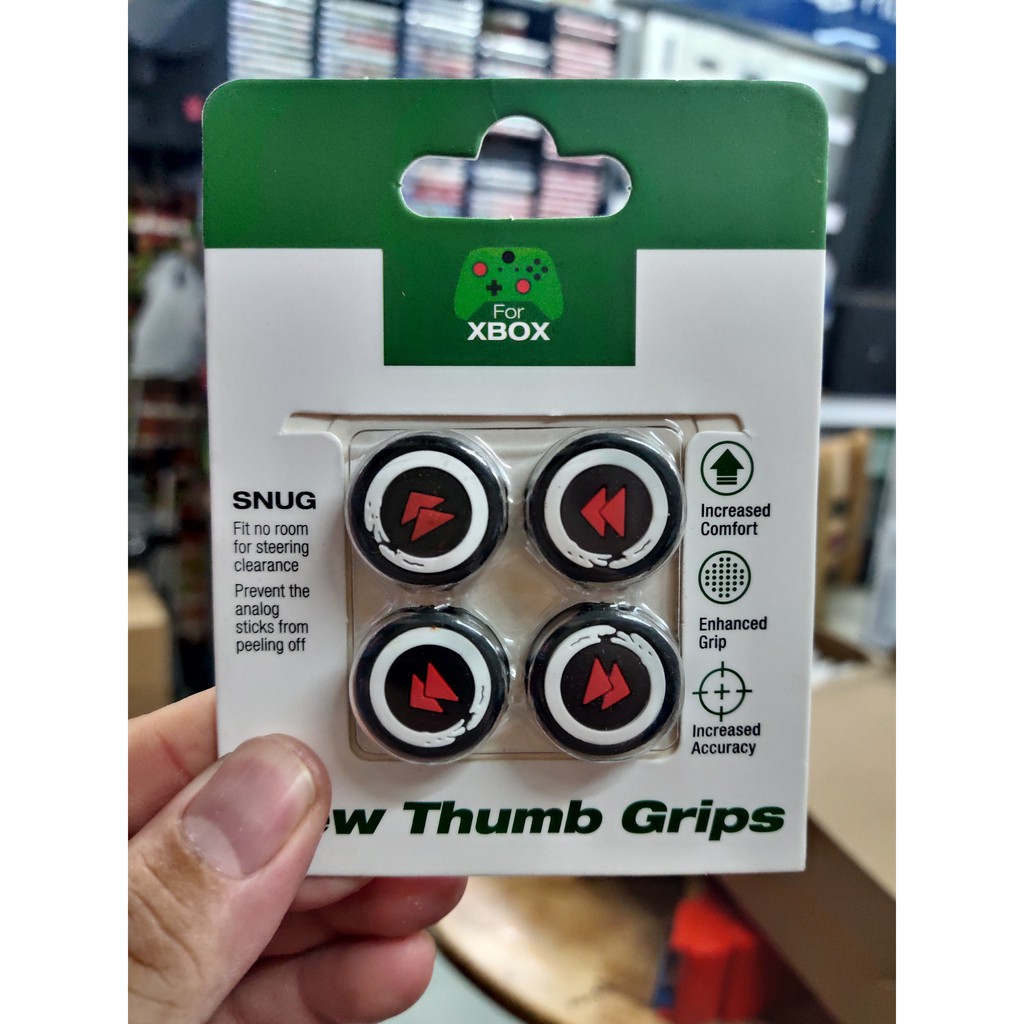 For
XBOX
SNUG
Fit no room
for steering
clearance
Prevent the
analog
sticks from
peeling off
Increased
Comfort
Enhanced
Grip
Increased
Accuracy
ew Thumb Grips